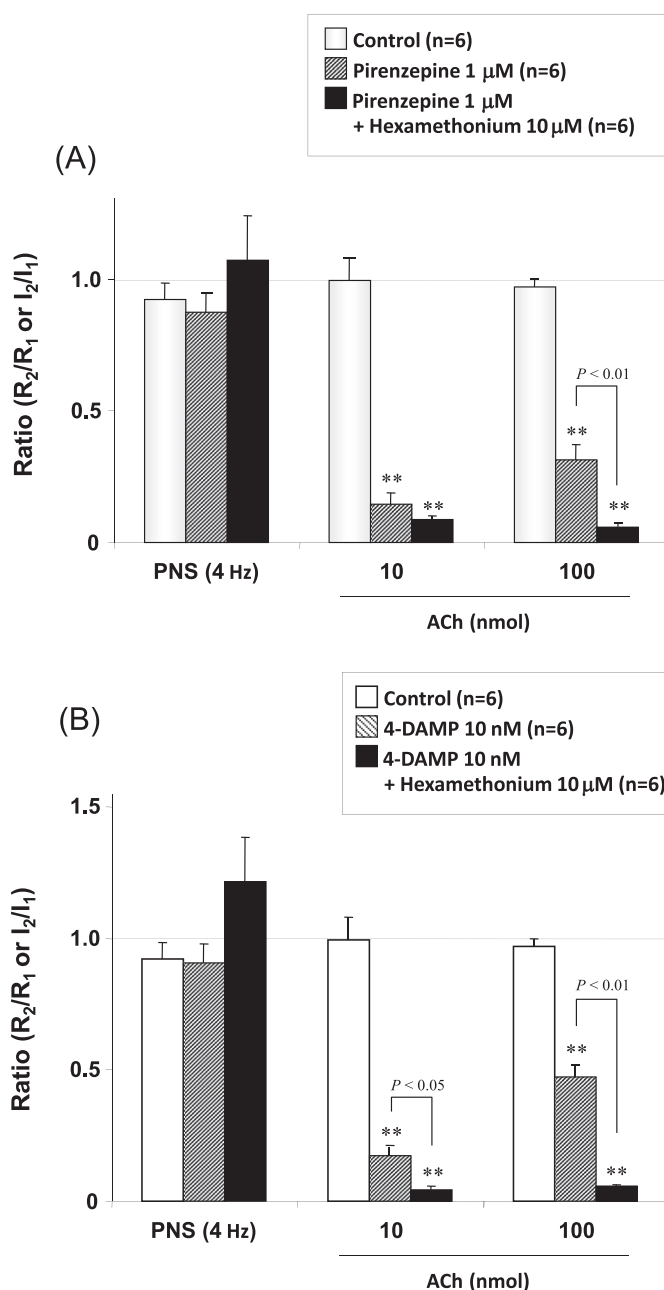 Control (n=6)
Pirenzepine 1 μM (n=6)
Pirenzepine 1 μM
+ Hexamethonium 10 μM (n=6)
(A)
Ratio (R2/R1 or I2/I1)
1.0
0.5
0
P < 0.01
**
**
**
**
PNS (4 Hz)
10
100
ACh (nmol)
Control (n=6)
4-DAMP 10 nM (n=6)
4-DAMP 10 nM
+ Hexamethonium 10 μM (n=6)
(B)
Ratio (R2/R1 or I2/I1)
1.5
1.0
0.5
0
P < 0.05
P < 0.01
**
**
**
**
PNS (4 Hz)
10
100
ACh (nmol)